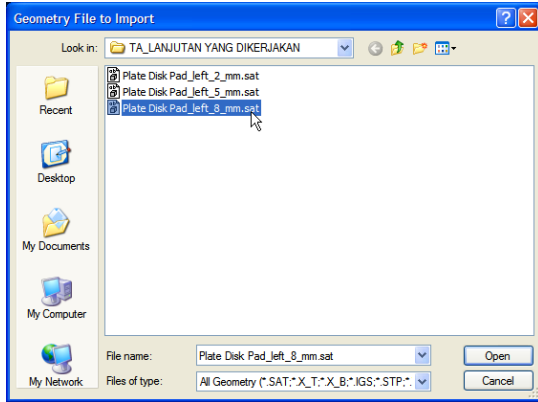 Geometry File to Import
Look in:
TA_LANJUTAN YANG DIKERJAKAN
Plate Disk Pad_left_2_mm.sat
Plate Disk Pad_left_5_mm.sat
Plate Disk Pad_left_8_mm.sat
Recent
Desktop
My Documents
My Computer
My Network
File name:
Plate Disk Pad_left_8_mm.sat
Open
Files of type:
All Geometry (*.SAT;*.X_T;*.X_B;*.IGS;*.STP;*.
Cancel